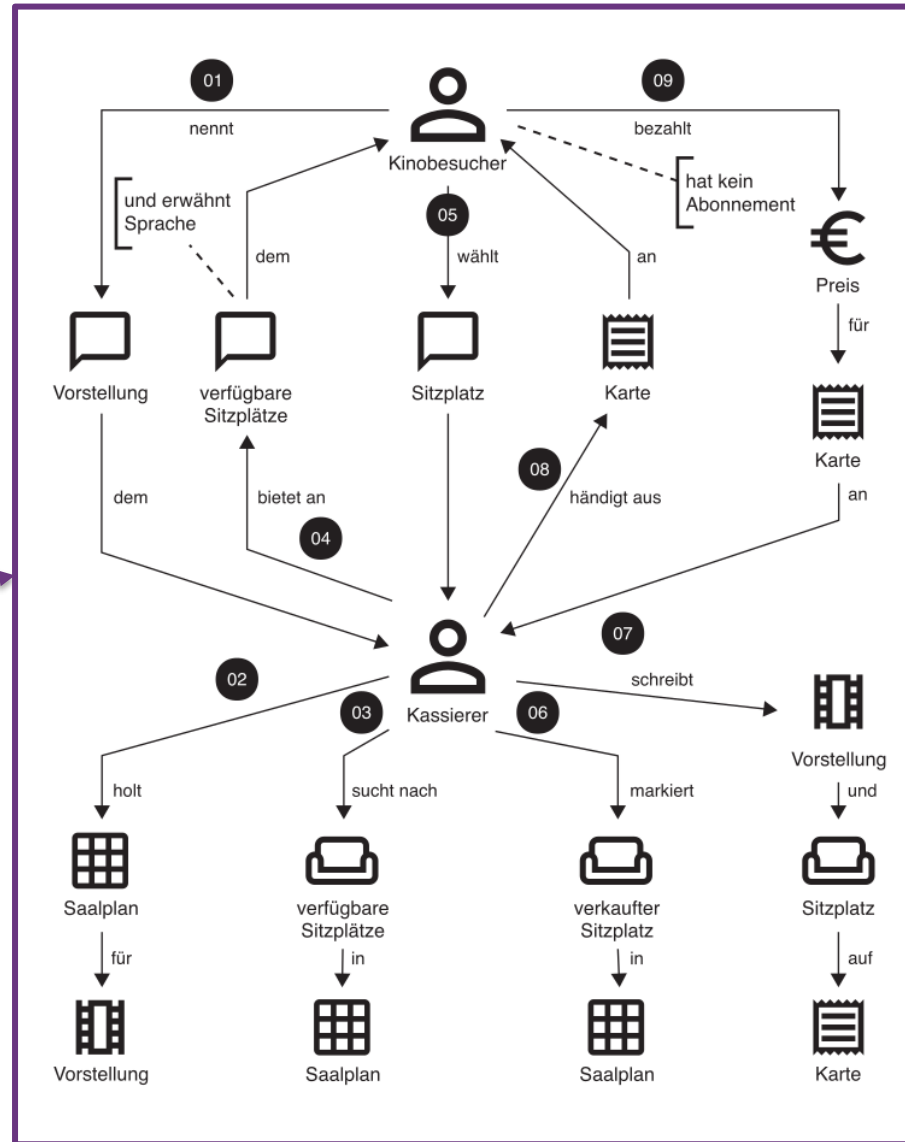 01
nennt
Kinobesucher
09
bezahlt
und erwähnt
Sprache
dem
05
wählt
hat kein
Abonnement
an
Preis
für
Vorstellung
verfügbare
Sitzplätze
Sitzplatz
Karte
Karte
dem
bietet an
04
08
händigt aus
an
02
03
Kassierer
06
07
schreibt
Vorstellung
holt
sucht nach
markiert
und
Saalplan
verfügbare
Sitzplätze
verkaufter
Sitzplatz
Sitzplatz
für
in
in
auf
Vorstellung
Saalplan
Saalplan
Karte